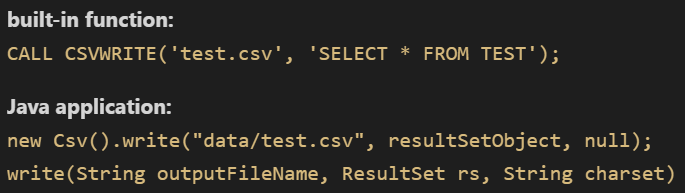 built-in function:
CALL CSVWRITE('test.csv', 'SELECT * FROM TEST');
Java application:
new Csv().write("data/test.csv", resultSetObject, null);
write(String outputFileName, ResultSet rs, String charset)